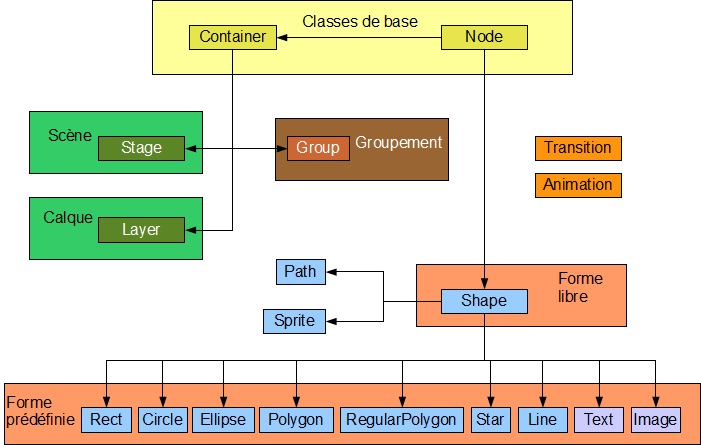 Classes de base
Container
Node
Scène
Stage
Group
Groupement
Transition
Animation
Calque
Layer
Path
Sprite
Forme
libre
Shape
Forme
prédéfinie
Rect
Circle
Ellipse
Polygon
RegularPolygon
Star
Line
Text
Image